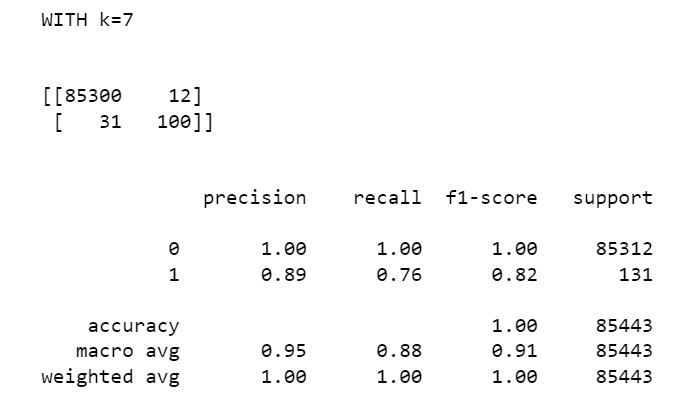 WITH k=7
[[85300 12]
[ 31 100]]
precision recall f1-score support
0 1.00 1.00 1.00 85312
1 0.89 0.76 0.82 131
accuracy 1.00 85443
macro avg 0.95 0.88 0.91 85443
weighted avg 1.00 1.00 1.00 85443